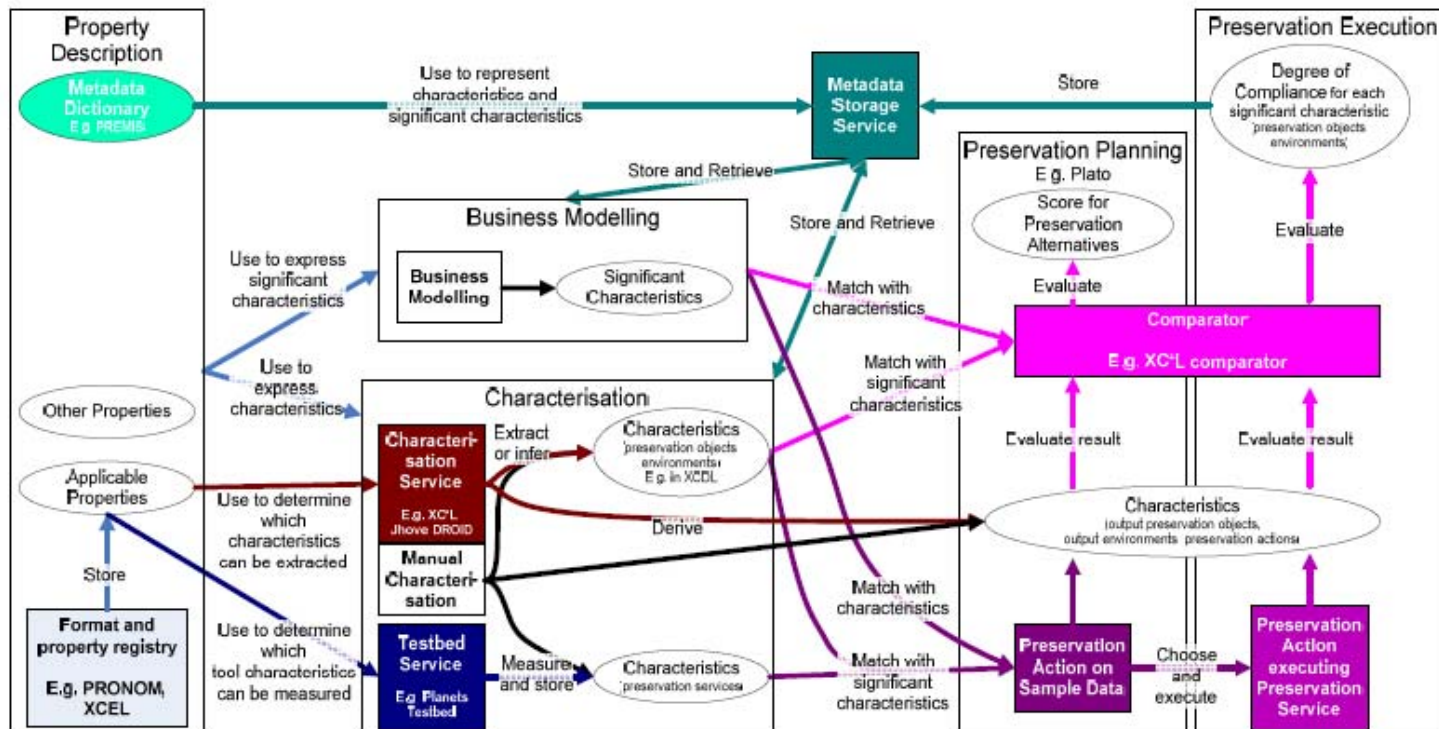 Property
Description
Metadata
Dictionary
E.g. PREMIS
Use to represent
characteristics and
significant characteristics
Metadata
Storage
Service
Store
Preservation Execution
Degree of
Compliance for each
significant characteristic
preservation objects
environments
Store and Retrieve
Store and Retrieve
Preservation Planning
E.g. Plato
Score for
Preservation
Alternatives
Evaluate
Evaluate
Business Modelling
Business
Modelling
Significant
Characteristics
Use to express
significant
characteristics
Use to
express
characteristics
Match with
characteristics
Match with
significant
characteristics
Comparator
E.g. XC*L comparator
Other Properties
Applicable
Properties
Store
Format and
property registry
E.g. PRONOM,
XCEL
Use to determine
which
characteristics
can be extracted
Use to determine
which
tool characteristics
can be measured
Characterisation
Characteri-
sation
Service
E.g. XC*L
Jhove DROID
Manual
Characteri-
sation
Testbed
Service
E.g. Planets
Testbed
Extract
or infer
Characteristics
preservation objects
environments
E.g. in XCDL
Derive
Measure
and store
Characteristics
preservation services
Evaluate result
Evaluate result
Characteristics
(output preservation objects,
output environments preservation actions)
Match with
characteristics
Match with
significant
characteristics
Preservation
Action on
Sample Data
Choose
and
execute
Preservation
Action
executing
Preservation
Service